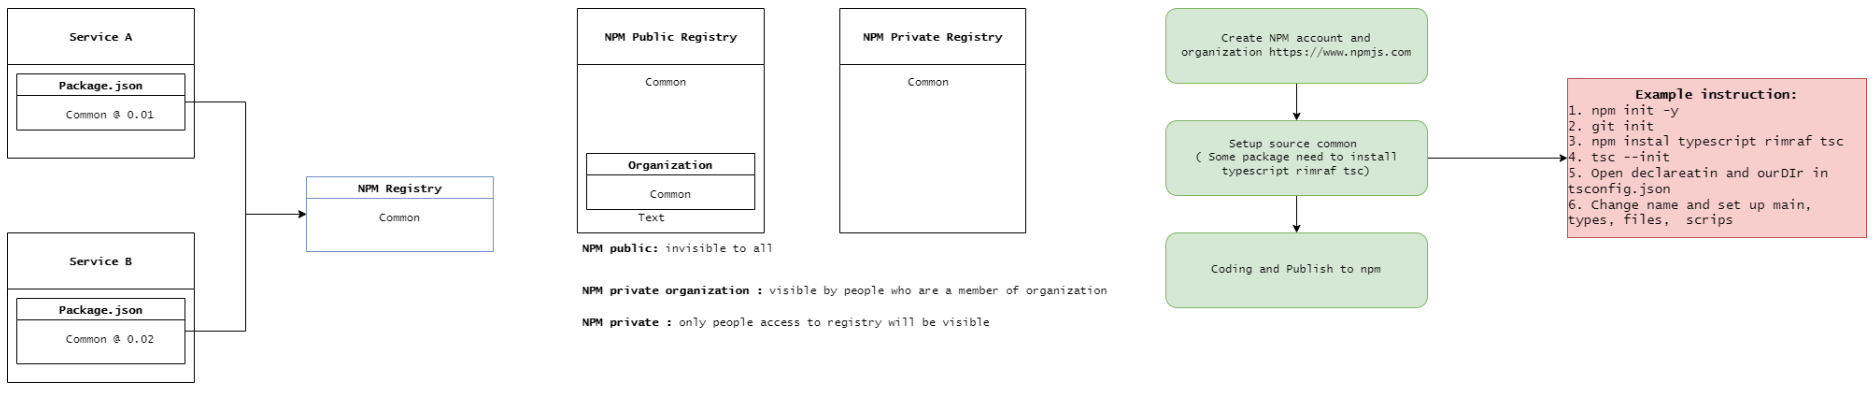 Service A
Package.json
Common @ 0.01
Service B
Package.json
Common @ 0.02
NPM Registry
Common
NPM Public Registry
Common
Organization
Common
Text
NPM Private Registry
Common
NPM public: invisible to all
NPM private organization : visible by people who are a member of organization
NPM private : only people access to registry will be visible
Create NPM account and
organization https://www.npmjs.com
Setup source common
( Some package need to install
typescript rimraf tsc)
Coding and Publish to npm
Example instruction:
1. npm init -y
2. git init
3. npm instal typescript rimraf tsc
4. tsc --init
5. Open declareatin and ourDIr in
tsconfig.json
6. Change name and set up main,
types, files, scrips